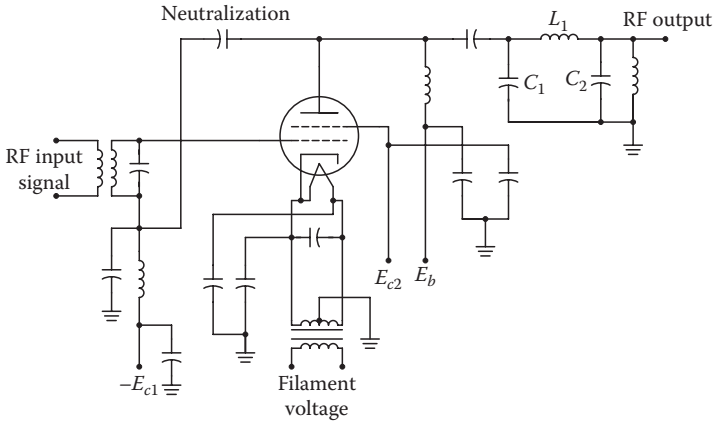 Neutralization
L1
RF output
C1
C2
RF input
signal
Ec2
Eb
–Ec1
Filament
voltage